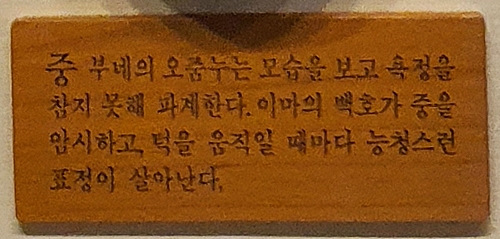 중 부네의 오줌누는 모습을 보고 욕정을
참지 못해 파계한다. 이마의 백호가 중을
암시하고, 턱을 움직일 때마다 능청스런
표정이 살아난다.